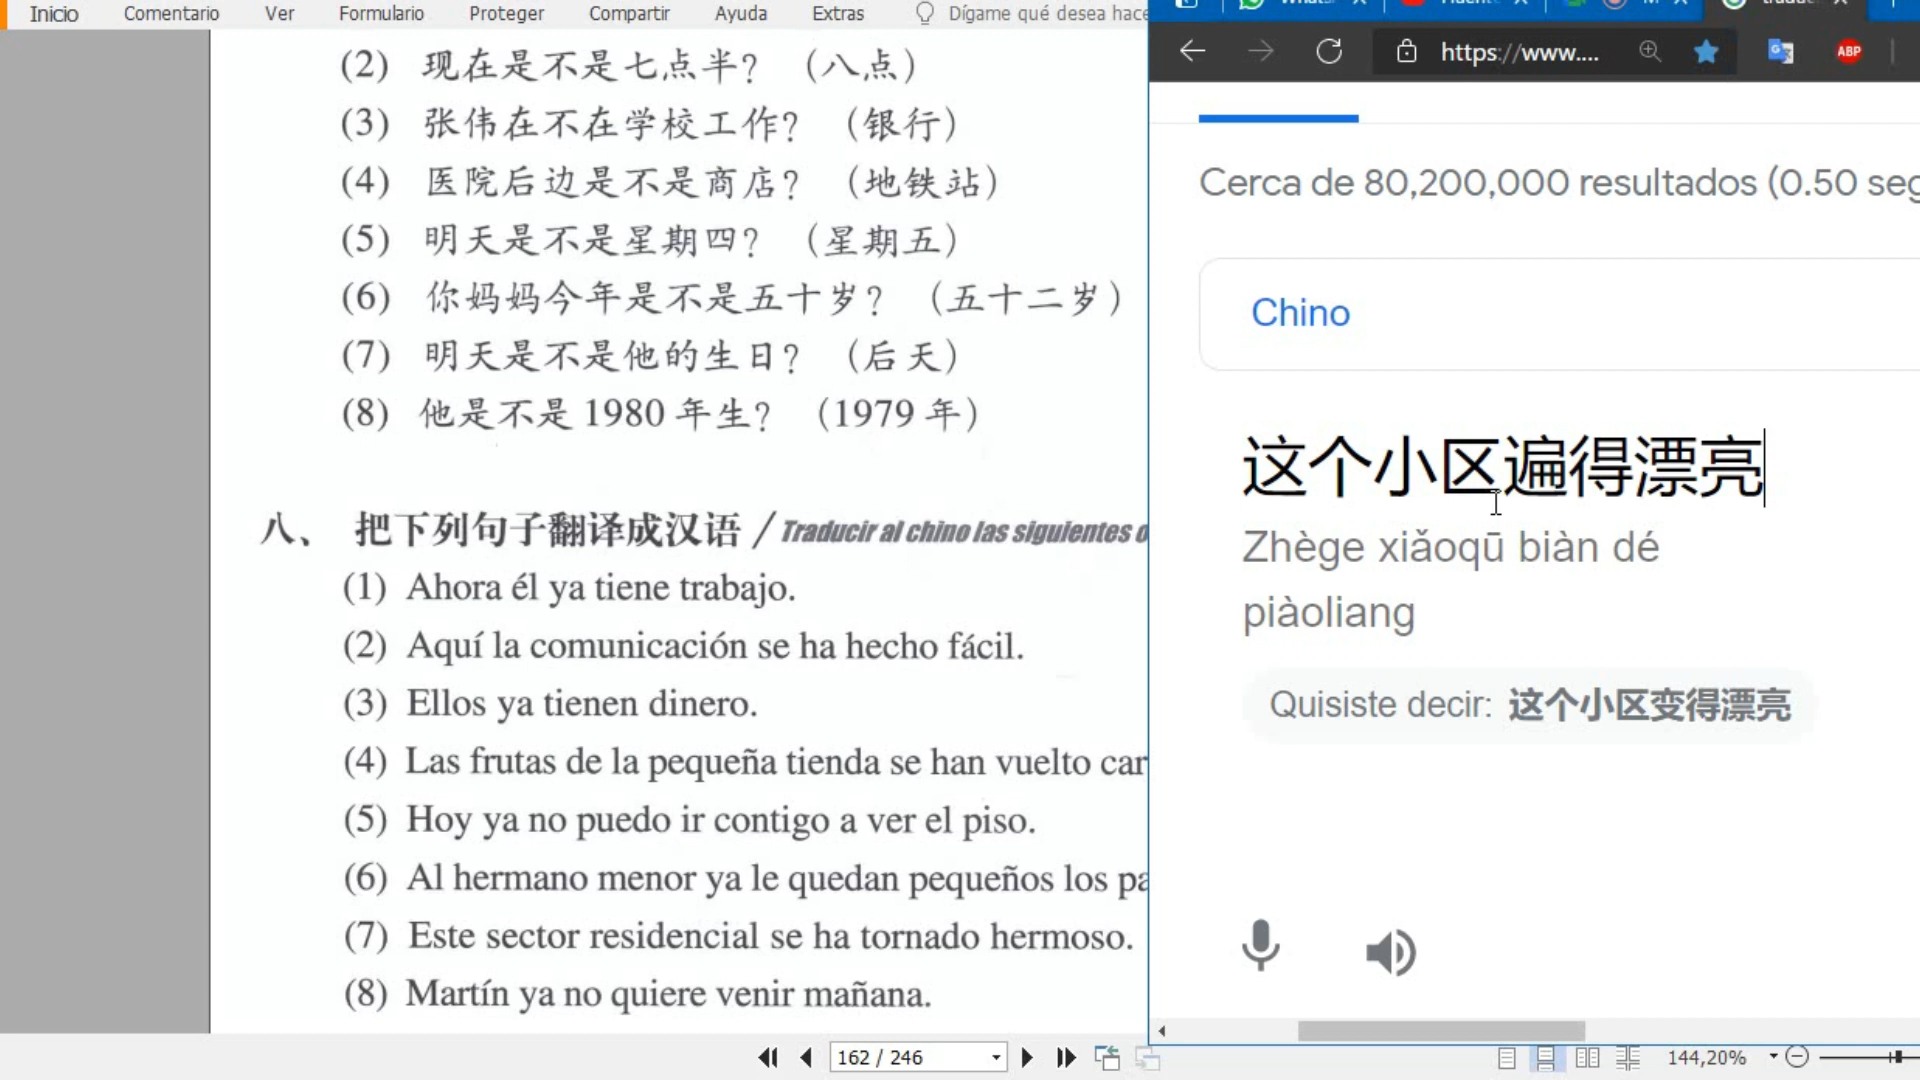 Inicio Comentario Ver Formulario Proteger Compartir Ayuda Extras Dígame qué desea hace
https://www....
ABP
(2) 现在是不是七点半？（八点）
(3) 张伟在不在学校工作？（银行）
(4) 医院后边是不是商店？（地铁站）
(5) 明天是不是星期四？（星期五）
(6) 你妈妈今年是不是五十岁？（五十二岁）
(7) 明天是不是他的生日？（后天）
(8) 他是不是 1980 年生？（1979 年）
八、 把下列句子翻译成汉语 / Traducir al chino las siguientes o
(1) Ahora él ya tiene trabajo.
(2) Aquí la comunicación se ha hecho fácil.
(3) Ellos ya tienen dinero.
(4) Las frutas de la pequeña tienda se han vuelto car
(5) Hoy ya no puedo ir contigo a ver el piso.
(6) Al hermano menor ya le quedan pequeños los pa
(7) Este sector residencial se ha tornado hermoso.
(8) Martín ya no quiere venir mañana.
Cerca de 80,200,000 resultados (0.50 seg
Chino
这个小区遍得漂亮
Zhège xiǎoqū biàn dé
piàoliang
Quisiste decir: 这个小区变得漂亮
162 / 246
144,20%